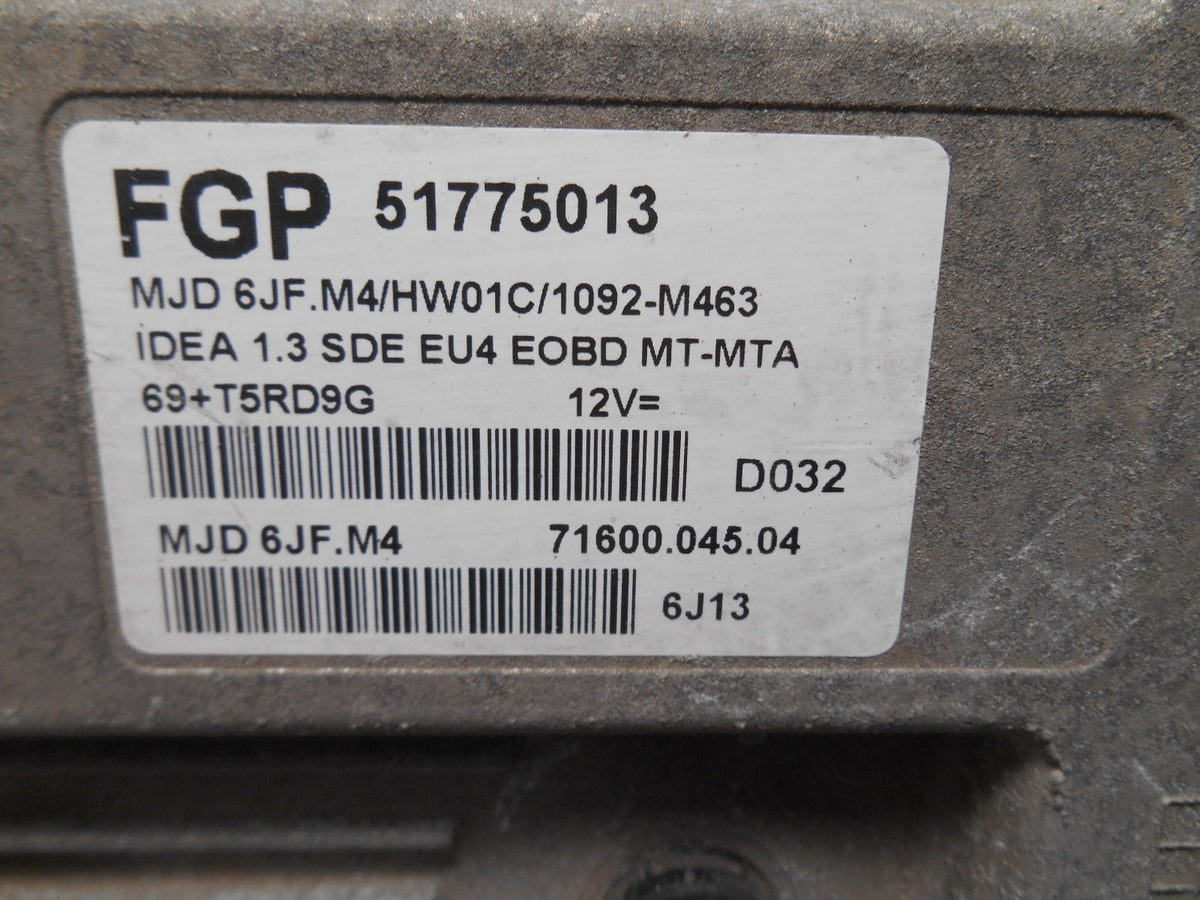 FGP 51775013
MJD 6JF.M4/HW01C/1092-M463
IDEA 1.3 SDE EU4 EOBD MT-MTA
69+T5RD9G 12V=
D032
MJD 6JF.M4 71600.045.04
6J13